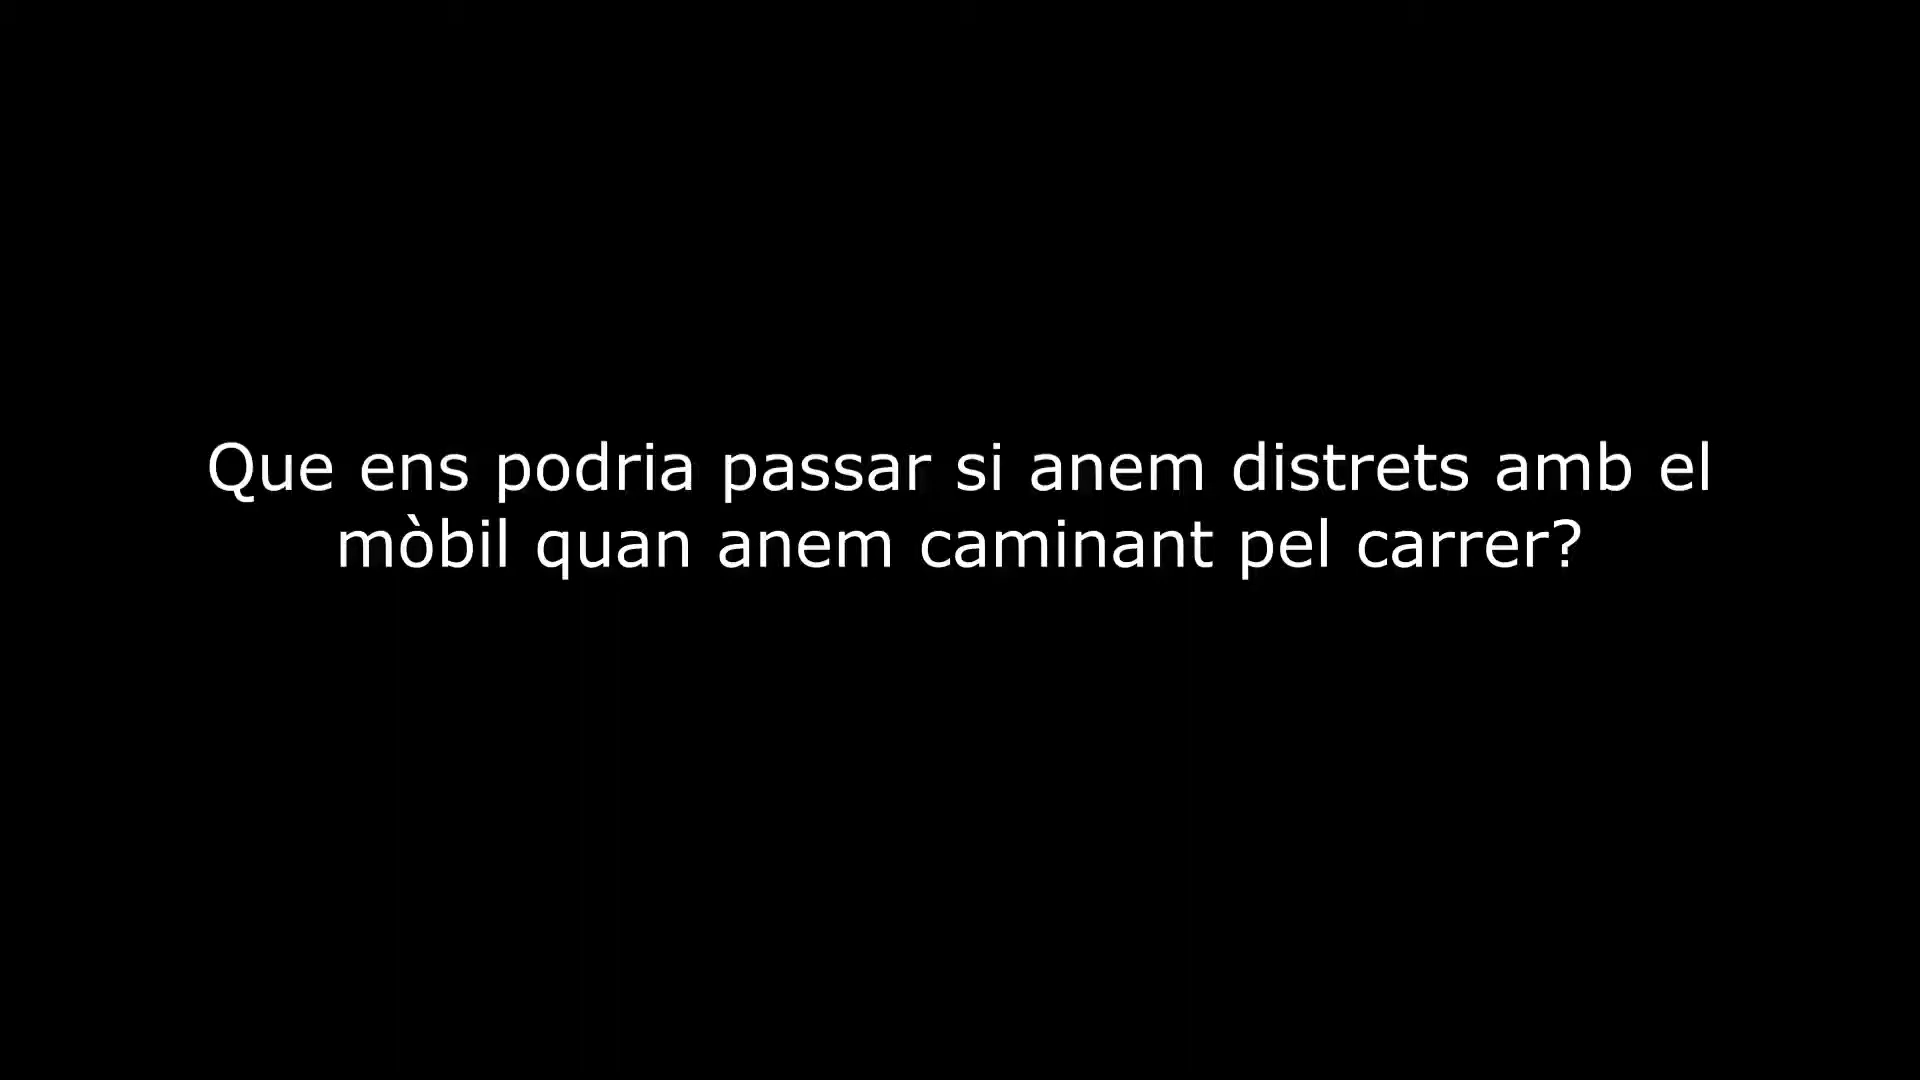 Que ens podria passar si anem distrets amb el
mòbil quan anem caminant pel carrer?